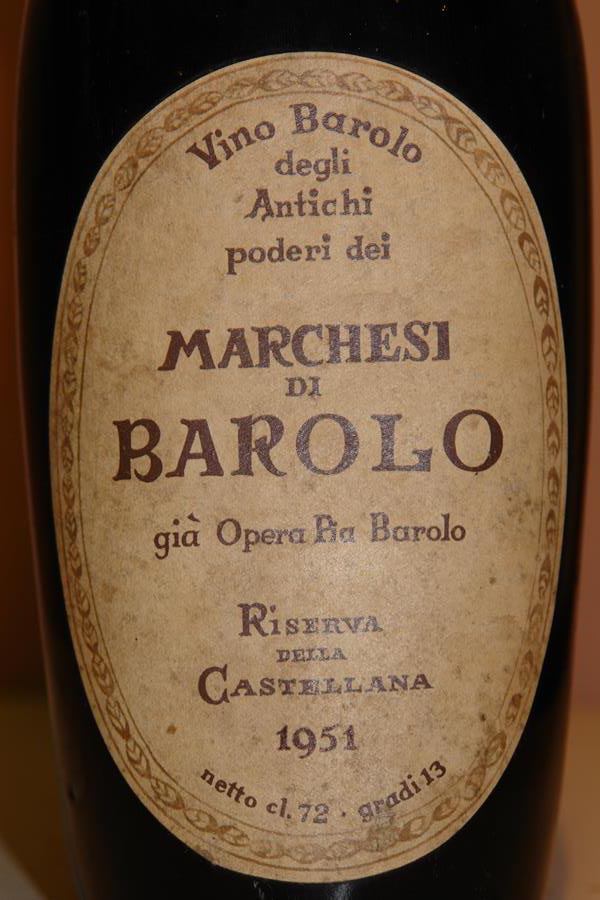 Vino Barolo
degli
Antichi
poderi dei
MARCHESI
DI
BAROLO
già Opera Pia Barolo
RISERVA
DELLA
CASTELLANA
1951
netto cl. 72 · gradi 13